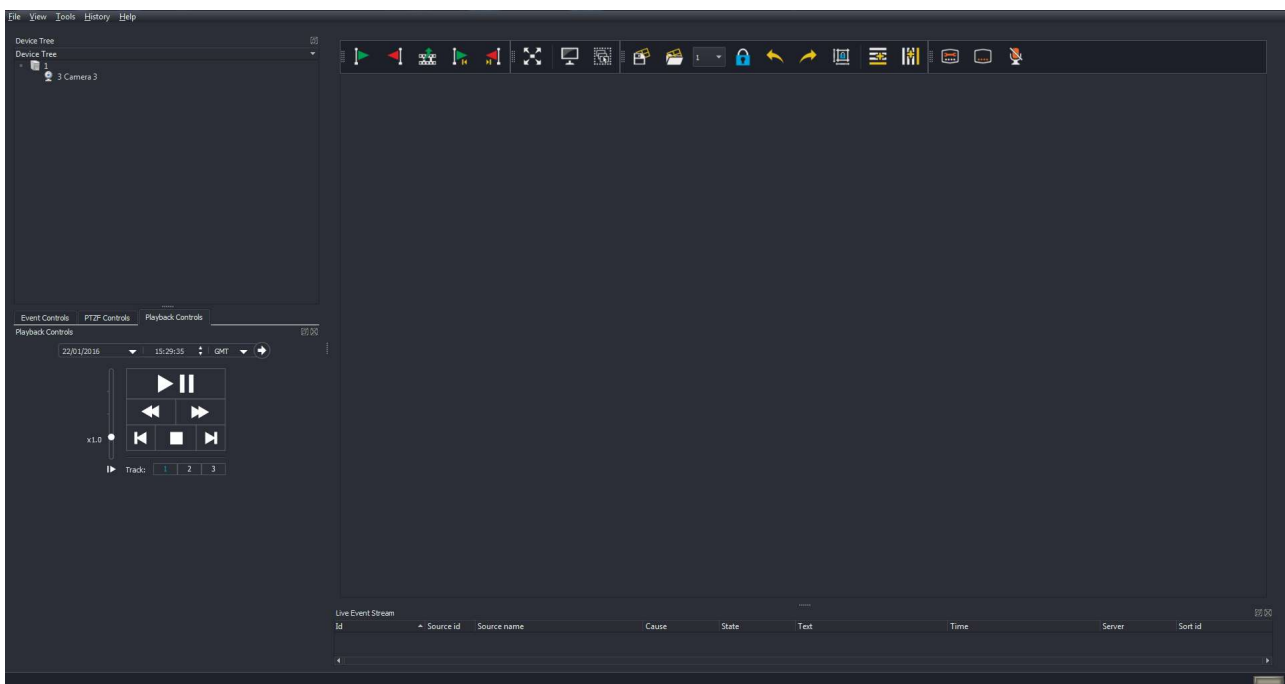 File View Tools History Help
Device Tree
Device Tree
1
3 Camera 3
1
Event Controls PTZF Controls Playback Controls
Playback Controls
22/01/2016 15:29:35 GMT
x1.0
Track: 1 2 3
Live Event Stream
Id Source id Source name Cause State Text Time Server Sort id